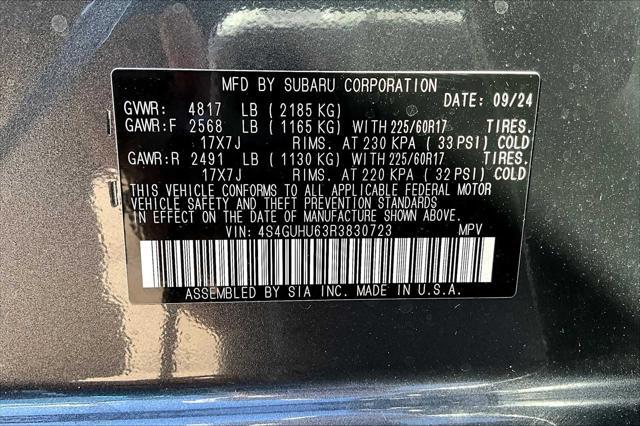 MFD BY SUBARU CORPORATION
DATE: 09/24
GVWR: 4817 LB (2185 KG)
GAWR:F 2568 LB (1165 KG) WITH 225/60R17 TIRES.
17X7J RIMS. AT 230 KPA (33 PSI) COLD
GAWR:R 2491 LB (1130 KG) WITH 225/60R17 TIRES.
17X7J RIMS. AT 220 KPA (32 PSI) COLD
THIS VEHICLE CONFORMS TO ALL APPLICABLE FEDERAL MOTOR
VEHICLE SAFETY AND THEFT PREVENTION STANDARDS
IN EFFECT ON THE DATE OF MANUFACTURE SHOWN ABOVE.
VIN: 4S4GUHU63R3830723 MPV
ASSEMBLED BY SIA INC. MADE IN U.S.A.